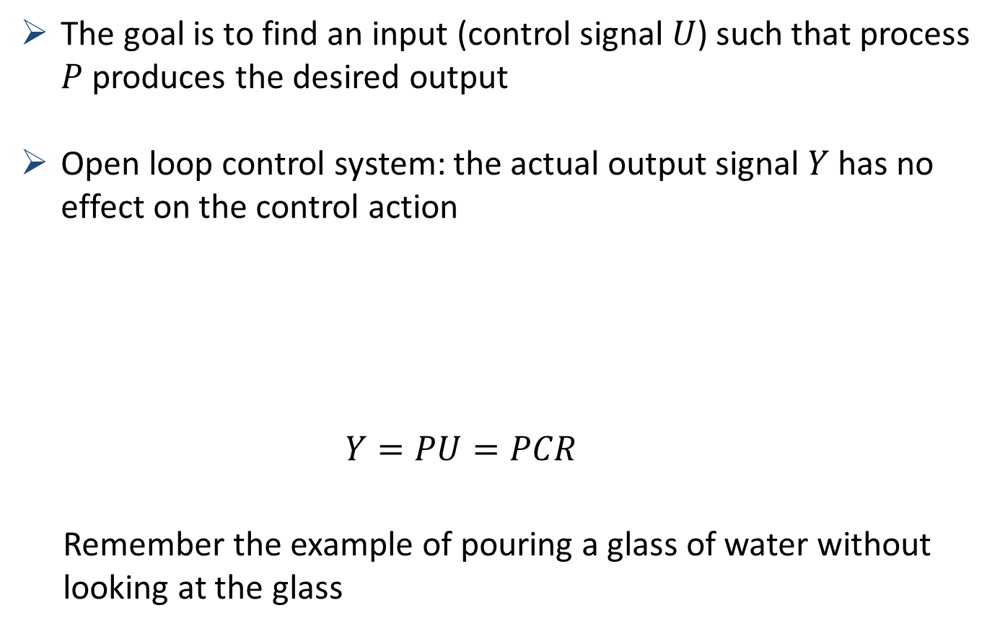 The goal is to find an input (control signal U) such that process
P produces the desired output
Open loop control system: the actual output signal Y has no
effect on the control action
Y = PU = PCR
Remember the example of pouring a glass of water without
looking at the glass